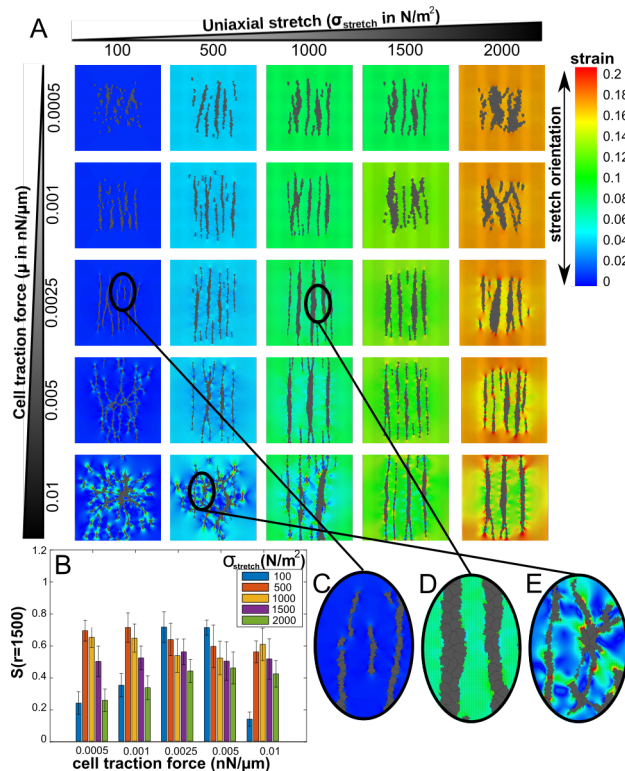 A
Uniaxial stretch (σstretch in N/m²)
100 500 1000 1500 2000
Cell traction force (μ in nN/μm)
0.0005
0.001
0.0025
0.005
0.01
strain
0.2
0.18
0.16
0.14
0.12
0.1
0.08
0.06
0.04
0.02
0
stretch orientation
B
σstretch(N/m²)
100
500
1000
1500
2000
S(r=1500)
1.2
1
0.8
0.6
0.4
0.2
0
0.0005 0.001 0.0025 0.005 0.01
cell traction force (nN/μm)
C
D
E